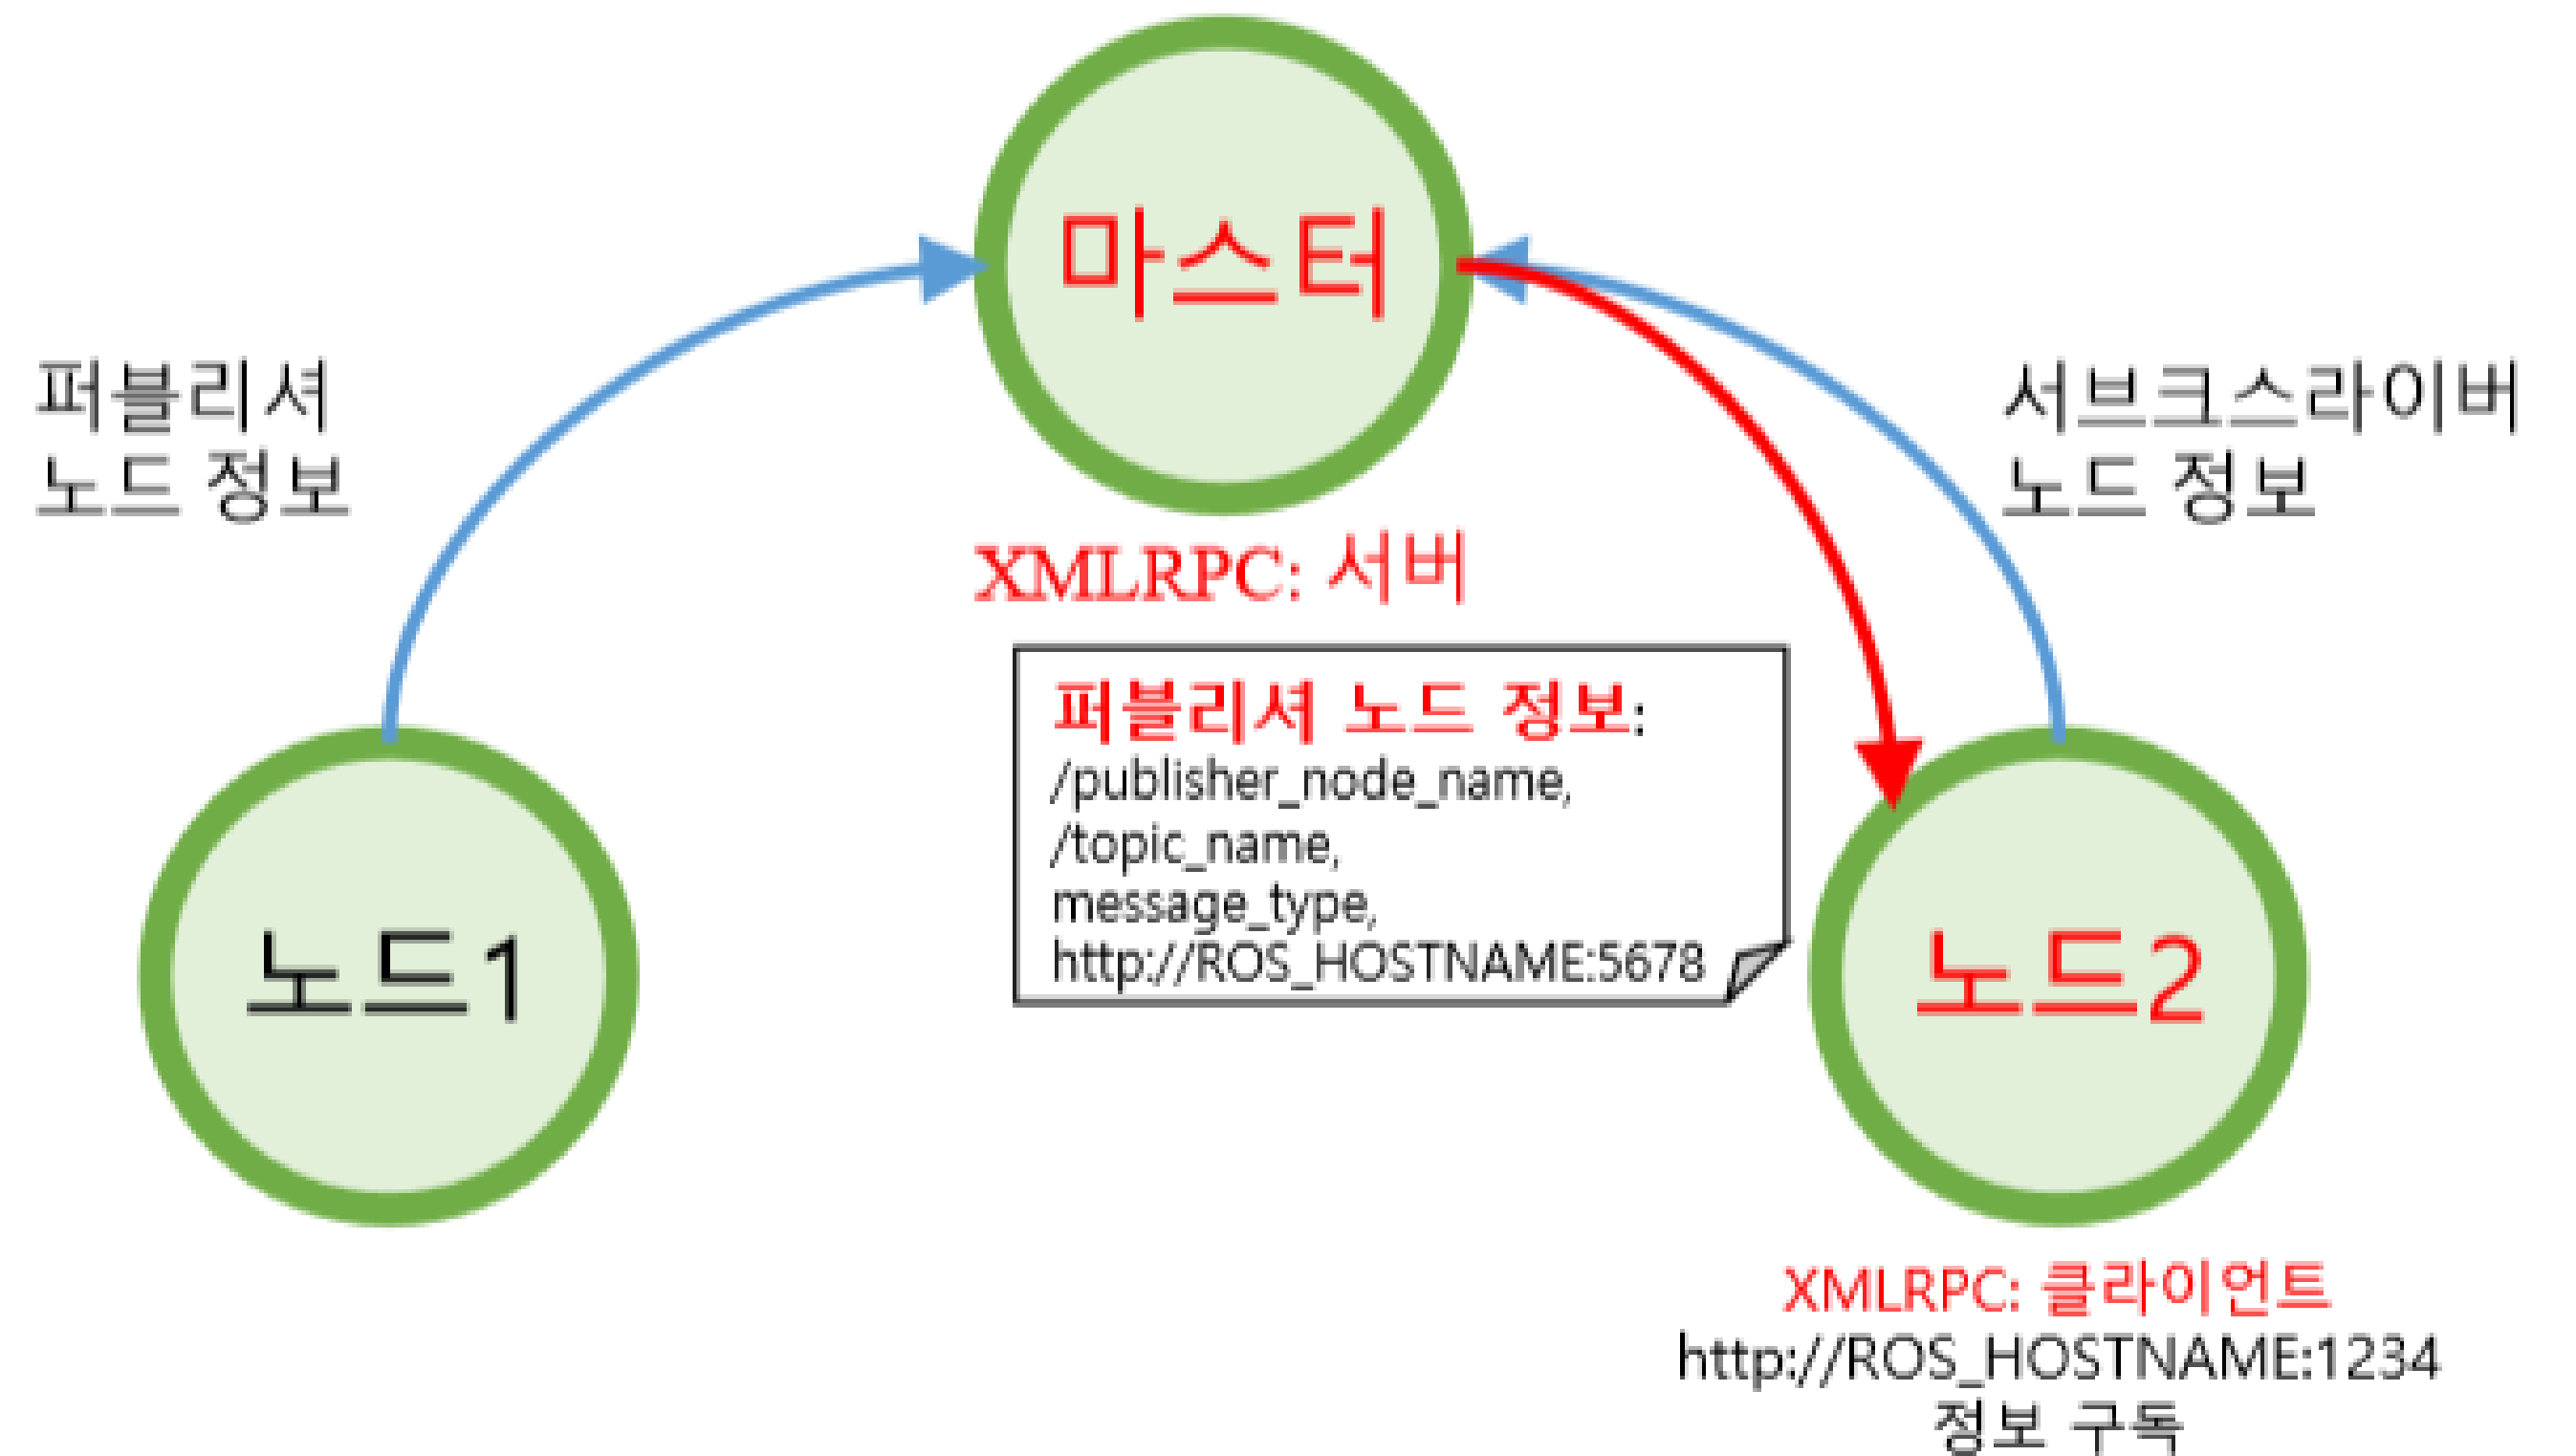 마스터
퍼블리셔
노드 정보
서브크스라이버
노드 정보
XMLRPC: 서버
퍼블리셔 노드 정보:
/publisher_node_name,
/topic_name,
message_type,
http://ROS_HOSTNAME:5678
노드1
노드2
XMLRPC: 클라이언트
http://ROS_HOSTNAME:1234
정보 구독